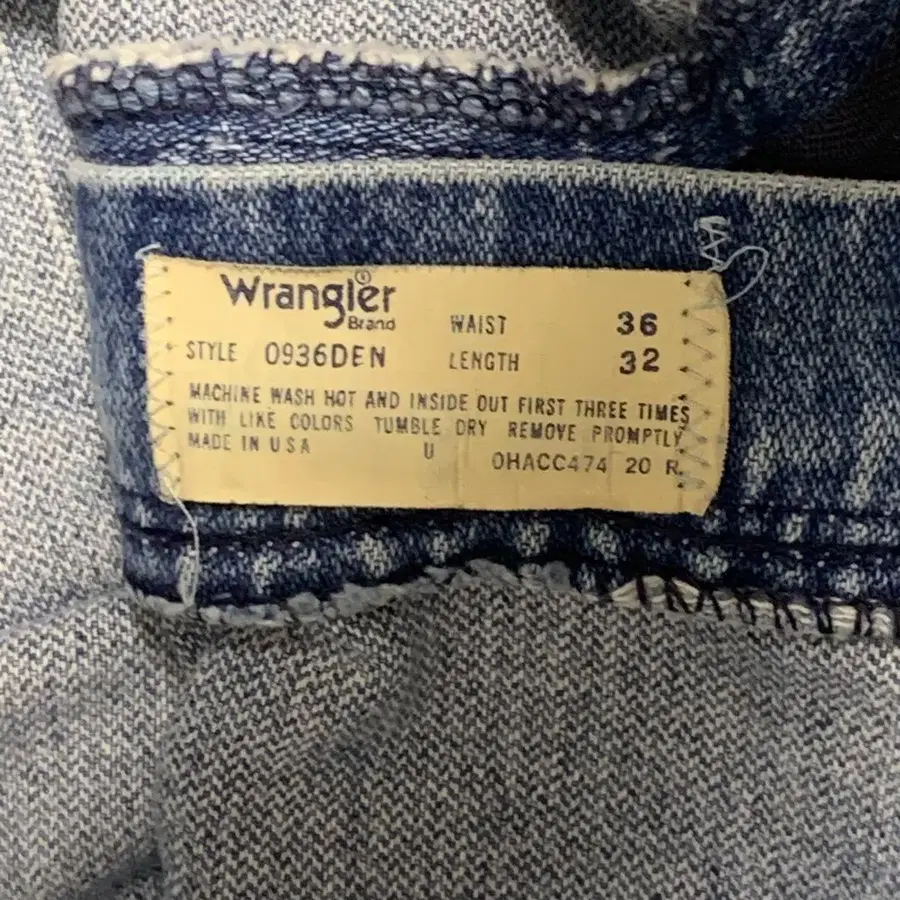 Wrangler®
Brand
WAIST 36
STYLE 0936DEN LENGTH 32
MACHINE WASH HOT AND INSIDE OUT FIRST THREE TIMES
WITH LIKE COLORS TUMBLE DRY REMOVE PROMPTLY
MADE IN USA U OHACC474 20 R